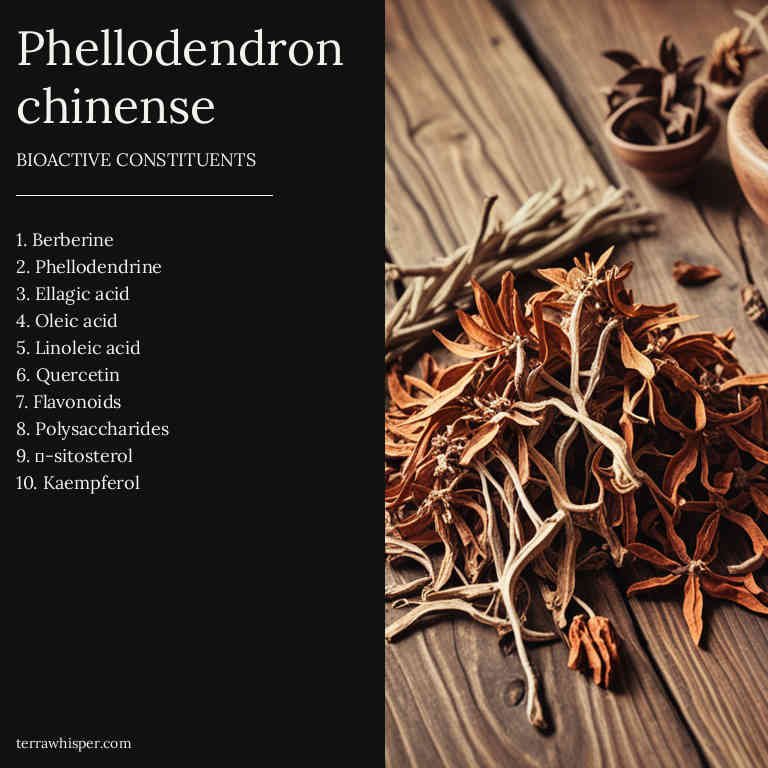 Phellodendron
chinense
BIOACTIVE CONSTITUENTS
1. Berberine
2. Phellodendrine
3. Ellagic acid
4. Oleic acid
5. Linoleic acid
6. Quercetin
7. Flavonoids
8. Polysaccharides
9. □-sitosterol
10. Kaempferol
terrawhisper.com